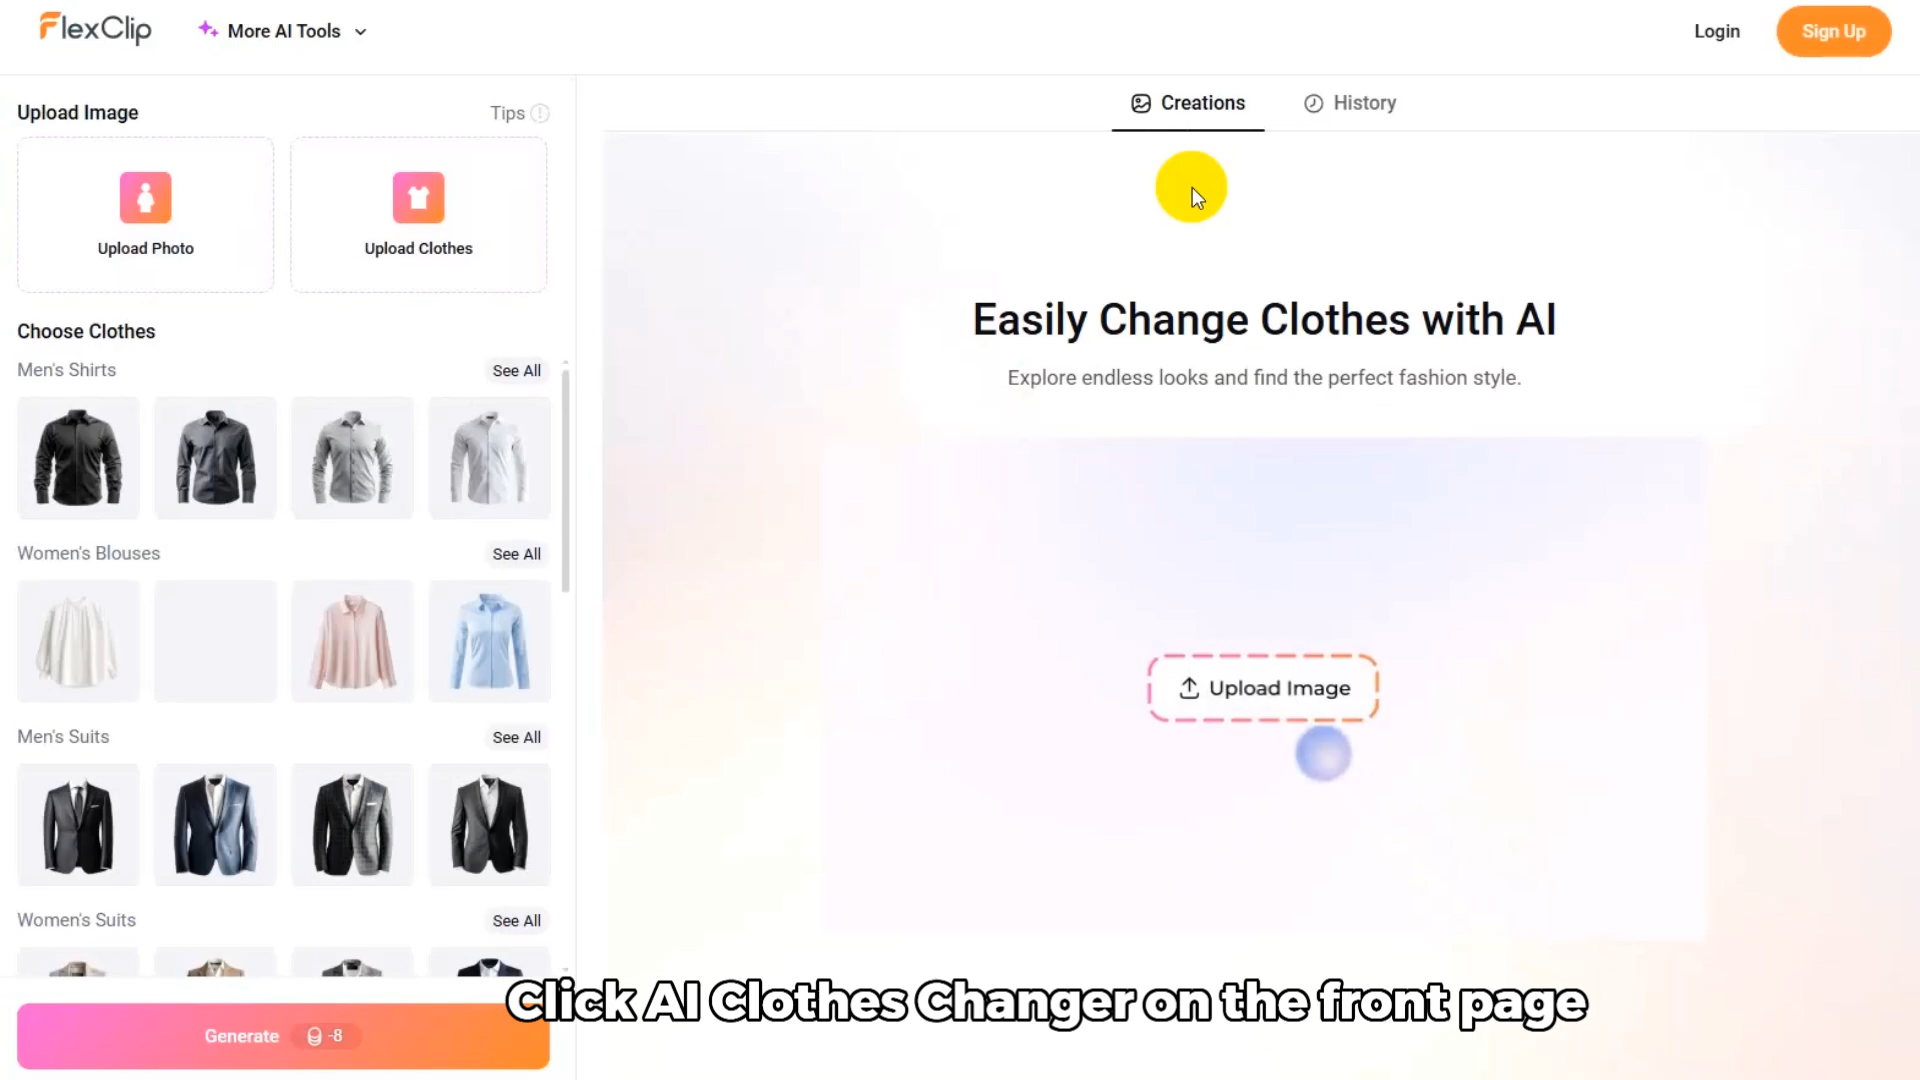 FlexClip
More AI Tools
Login
Sign Up
Upload Image
Tips
Upload Photo
Upload Clothes
Choose Clothes
Men's Shirts
See All
Women's Blouses
See All
Men's Suits
See All
Women's Suits
See All
Generate
-8
Creations
History
Easily Change Clothes with AI
Explore endless looks and find the perfect fashion style.
Upload Image
Click AI Clothes Changer on the front page